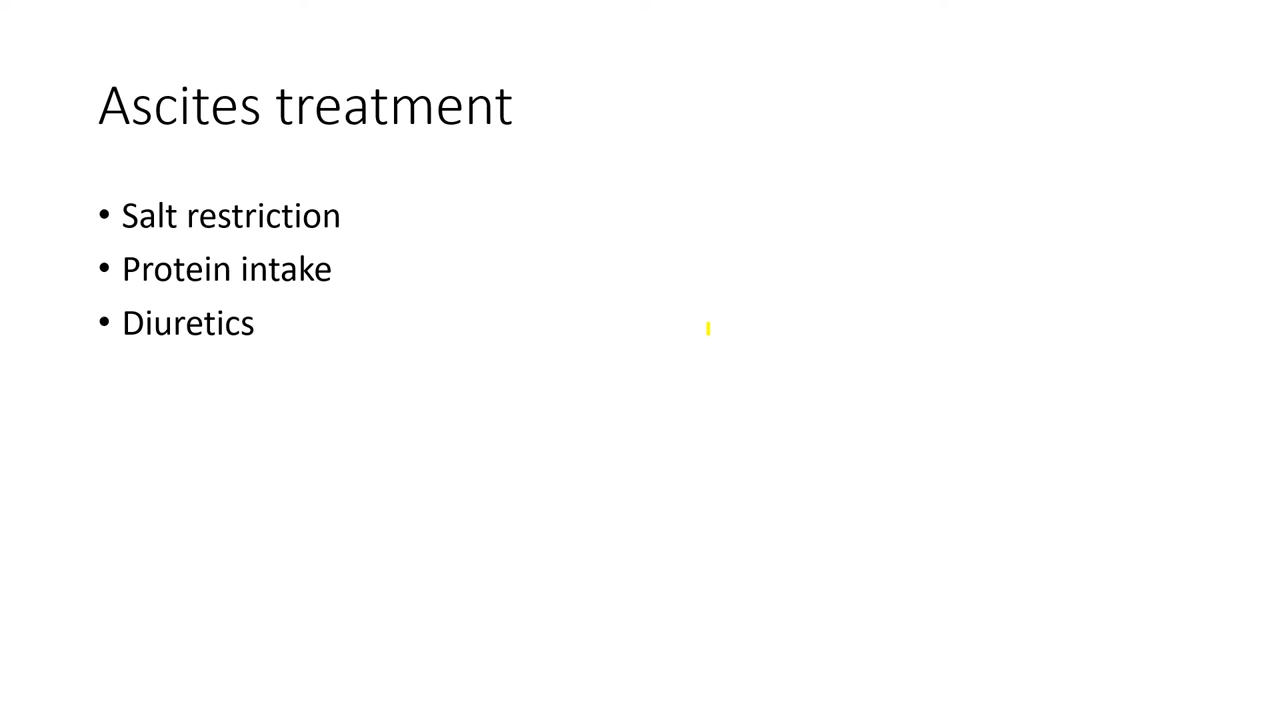 Ascites treatment
• Salt restriction
• Protein intake
• Diuretics